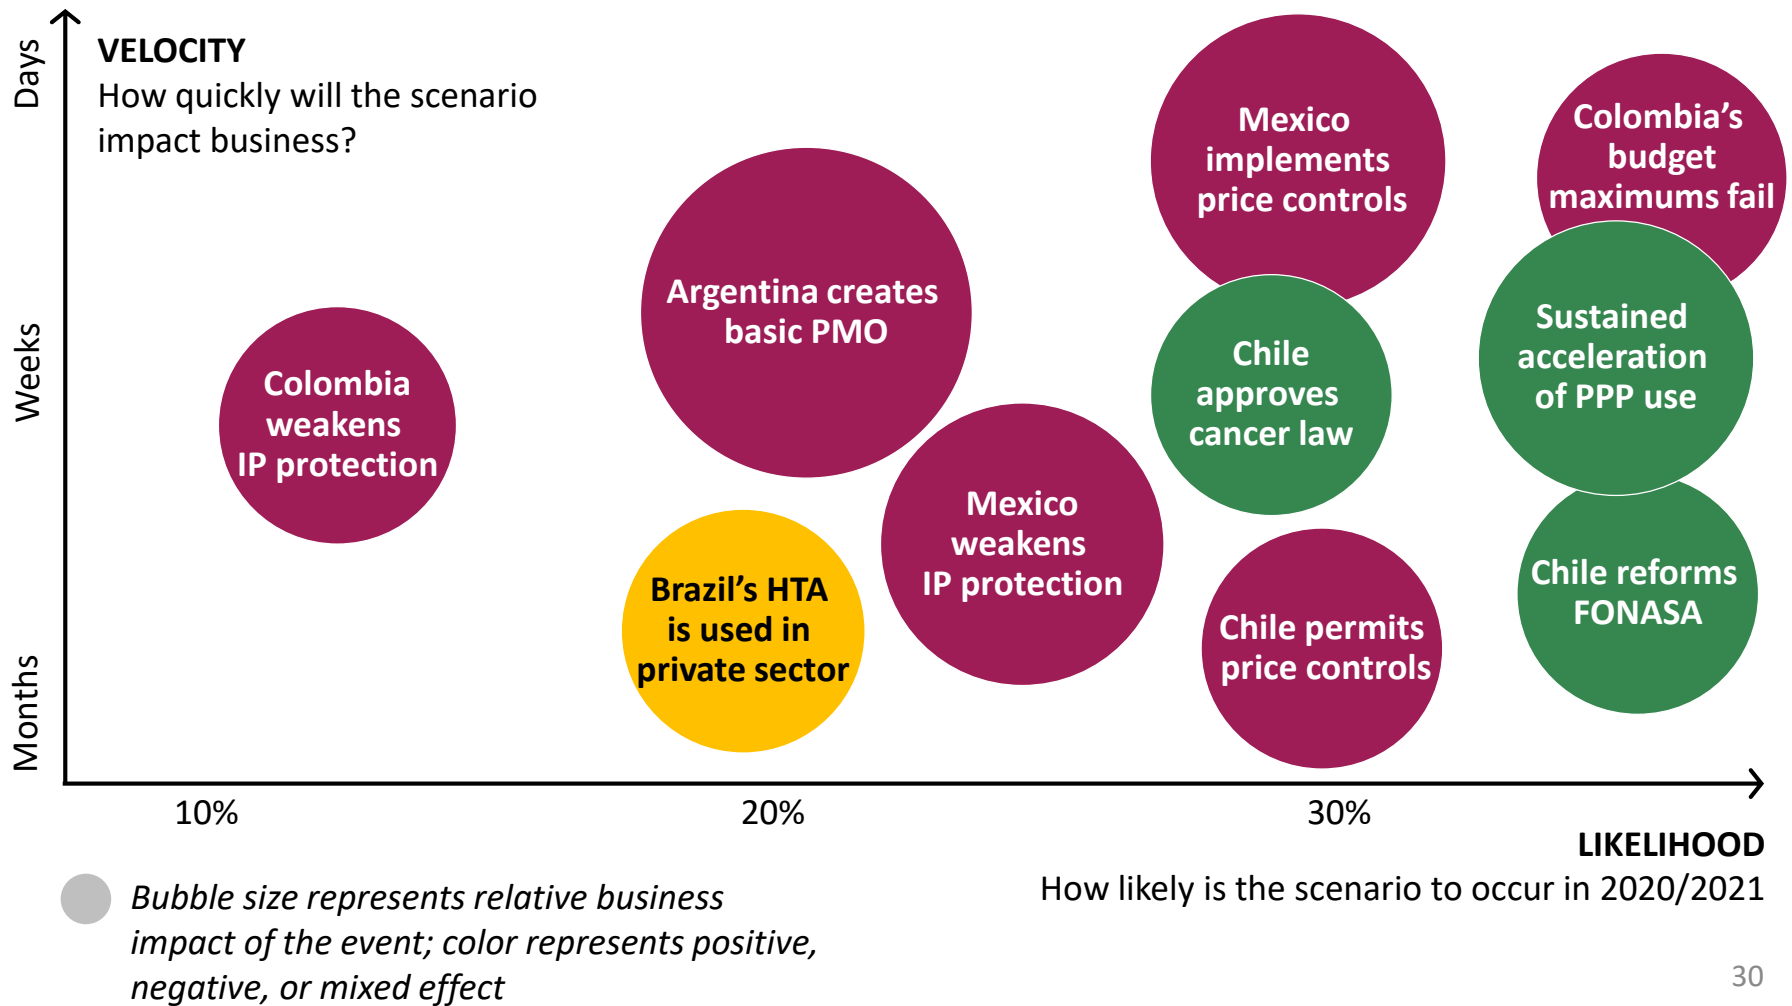 Days
Weeks
Months
VELOCITY
How quickly will the scenario
impact business?
Mexico
implements
price controls
Colombia’s
budget
maximums fail
Argentina creates
basic PMO
Sustained
acceleration
of PPP use
Chile
approves
cancer law
Colombia
weakens
IP protection
Mexico
weakens
IP protection
Brazil’s HTA
is used in
private sector
Chile permits
price controls
Chile reforms
FONASA
10%
20%
30%
LIKELIHOOD
How likely is the scenario to occur in 2020/2021
Bubble size represents relative business
impact of the event; color represents positive,
negative, or mixed effect
30